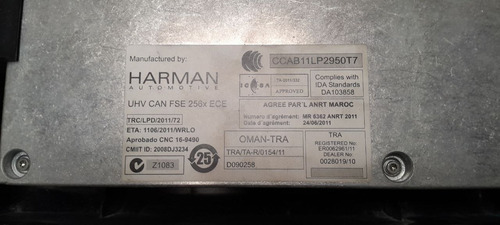 Manufactured by:
HARMAN
AUTOMOTIVE
UHV CAN FSE 256x ECE
TRC/LPD/2011/72
ETA: 1106/2011/WRLO
Aprobado CNC 16-9490
CMIIT ID: 2008DJ3234
N
Z1083
25
CCAB11LP2950T7
APPROVED
Complies with
IDA Standards
DA103858
AGREE PAR'L ANRT MAROC
Numero d'agrément: MR 6362 ANRT 2011
Date d'agrément: 24/06/2011
OMAN-TRA
TRA/TA-R/0154/11
D090258
TRA
REGISTERED No:
ER0062961/11
DEALER No:
0028019/10